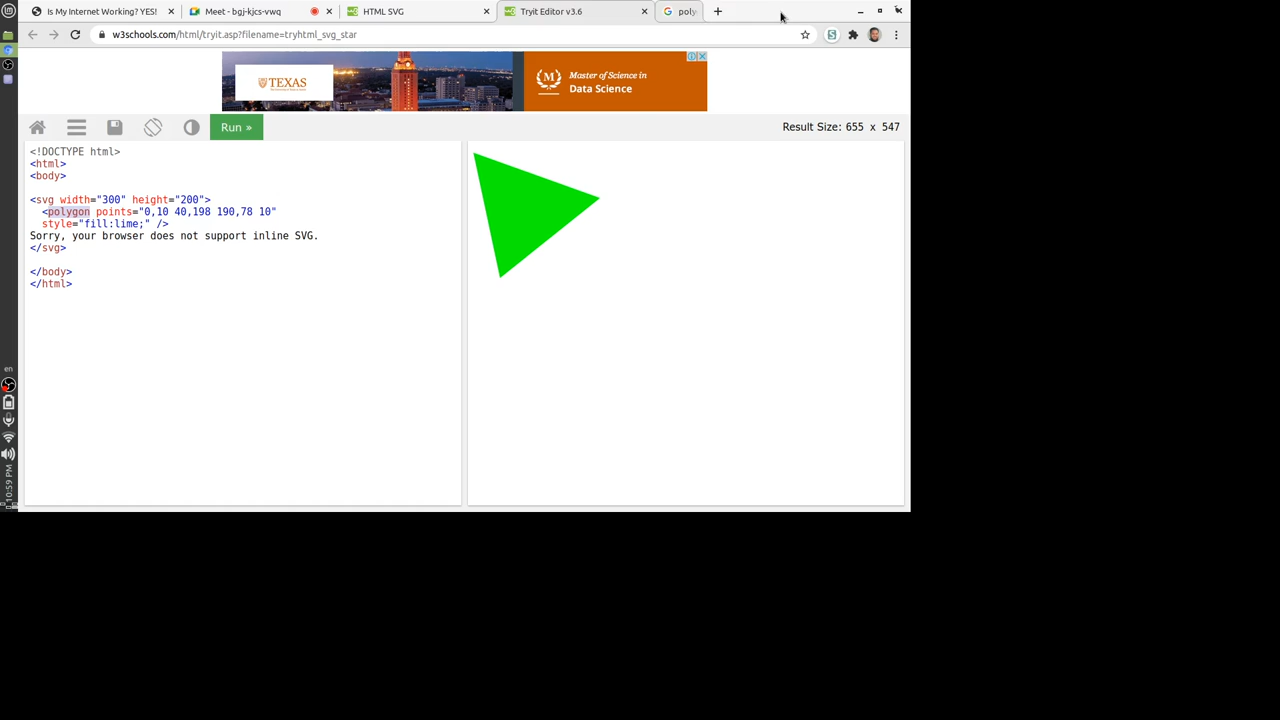 Is My Internet Working? YES!
Meet - bgj-kjcs-vwq
HTML SVG
Tryit Editor v3.6
poly
w3schools.com/html/tryit.asp?filename=tryhtml_svg_star
TEXAS
M
Master of Science in
Data Science
Run »
Result Size: 655 x 547
<!DOCTYPE html>
<html>
<body>
<svg width="300" height="200">
<polygon points="0,10 40,198 190,78 10"
style="fill:lime;" />
Sorry, your browser does not support inline SVG.
</svg>
</body>
</html>
en
10:59 PM